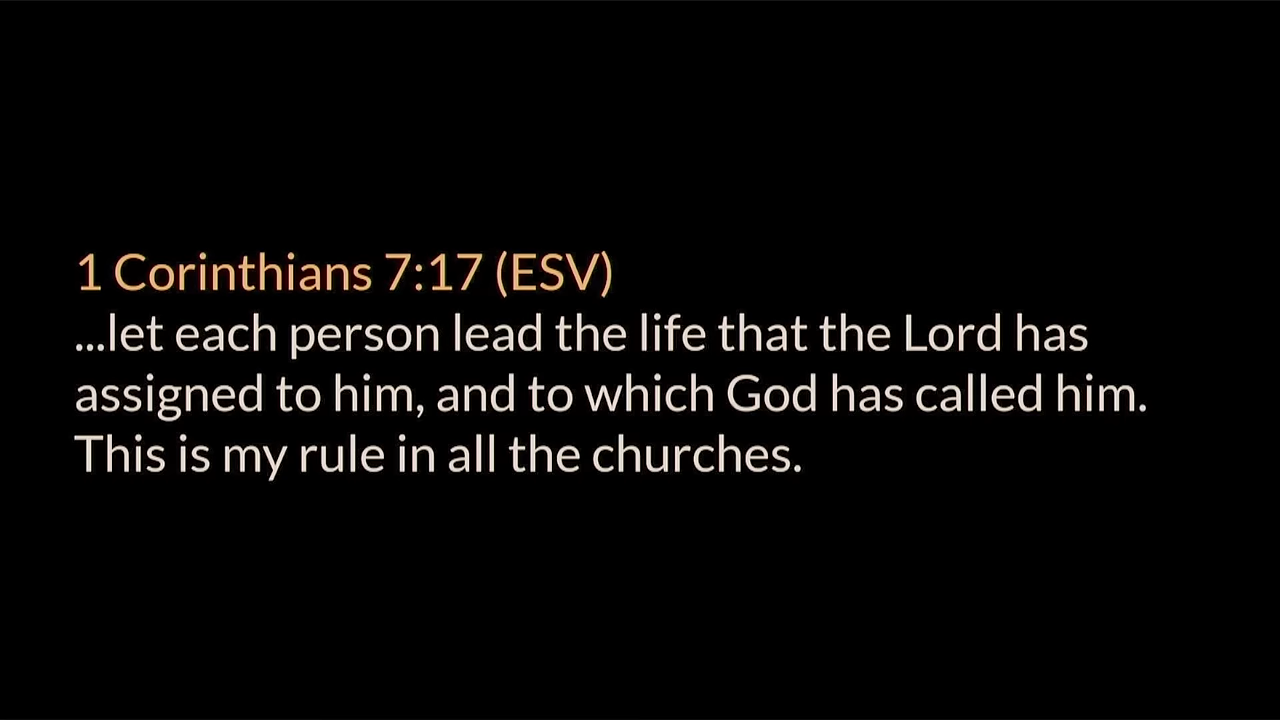 1 Corinthians 7:17 (ESV)
...let each person lead the life that the Lord has
assigned to him, and to which God has called him.
This is my rule in all the churches.